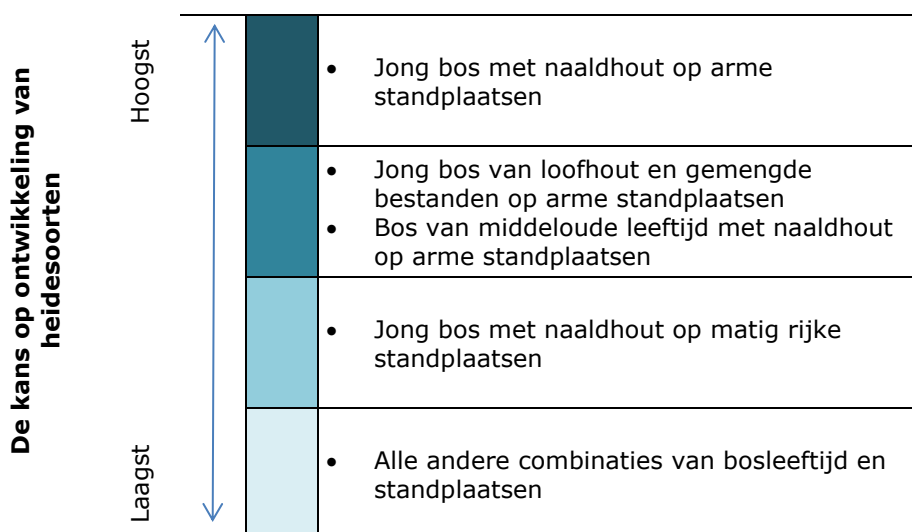 De kans op ontwikkeling van
heidesoorten
Hoogst
Laagst
• Jong bos met naaldhout op arme
standplaatsen
• Jong bos van loofhout en gemengde
bestanden op arme standplaatsen
• Bos van middeloude leeftijd met naaldhout
op arme standplaatsen
• Jong bos met naaldhout op matig rijke
standplaatsen
• Alle andere combinaties van bosleeftijd en
standplaatsen